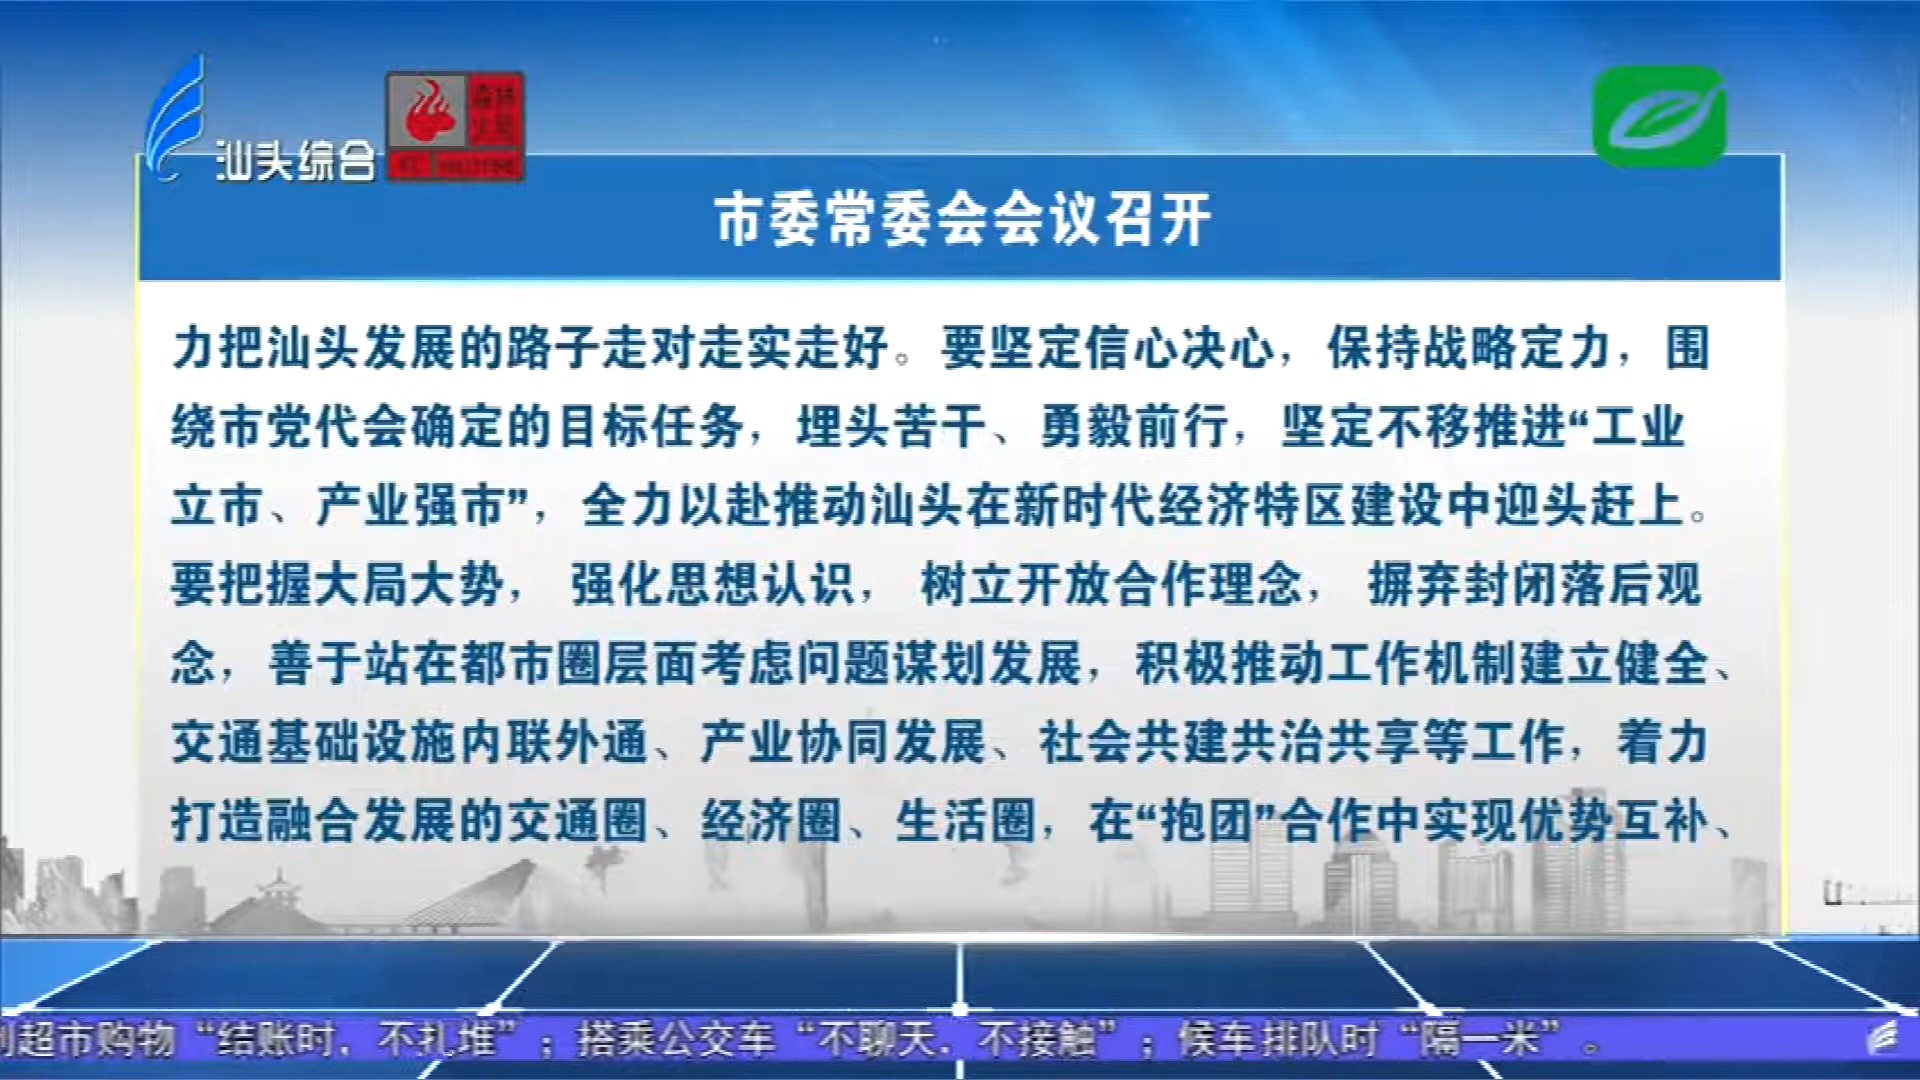 汕头综合
市委常委会会议召开
力把汕头发展的路子走对走实走好。要坚定信心决心，保持战略定力，围
绕市党代会确定的目标任务，埋头苦干、勇毅前行，坚定不移推进“工业
立市、产业强市”，全力以赴推动汕头在新时代经济特区建设中迎头赶上。
要把握大局大势， 强化思想认识， 树立开放合作理念， 摒弃封闭落后观
念，善于站在都市圈层面考虑问题谋划发展，积极推动工作机制建立健全、
交通基础设施内联外通、产业协同发展、社会共建共治共享等工作，着力
打造融合发展的交通圈、经济圈、生活圈，在“抱团”合作中实现优势互补、
超市购物“结账时，不扎堆”；搭乘公交车“不聊天，不接触”；候车排队时“隔一米”。